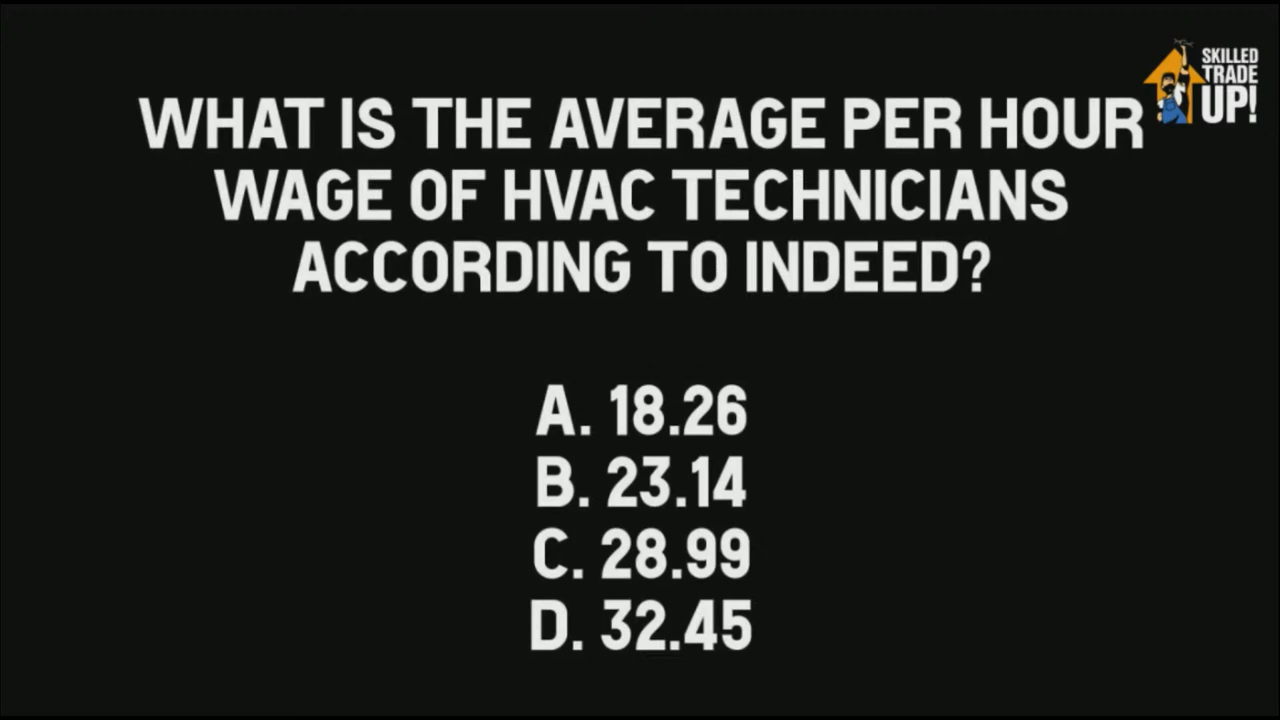 SKILLED
TRADE
UP!
WHAT IS THE AVERAGE PER HOUR
WAGE OF HVAC TECHNICIANS
ACCORDING TO INDEED?
A. 18.26
B. 23.14
C. 28.99
D. 32.45